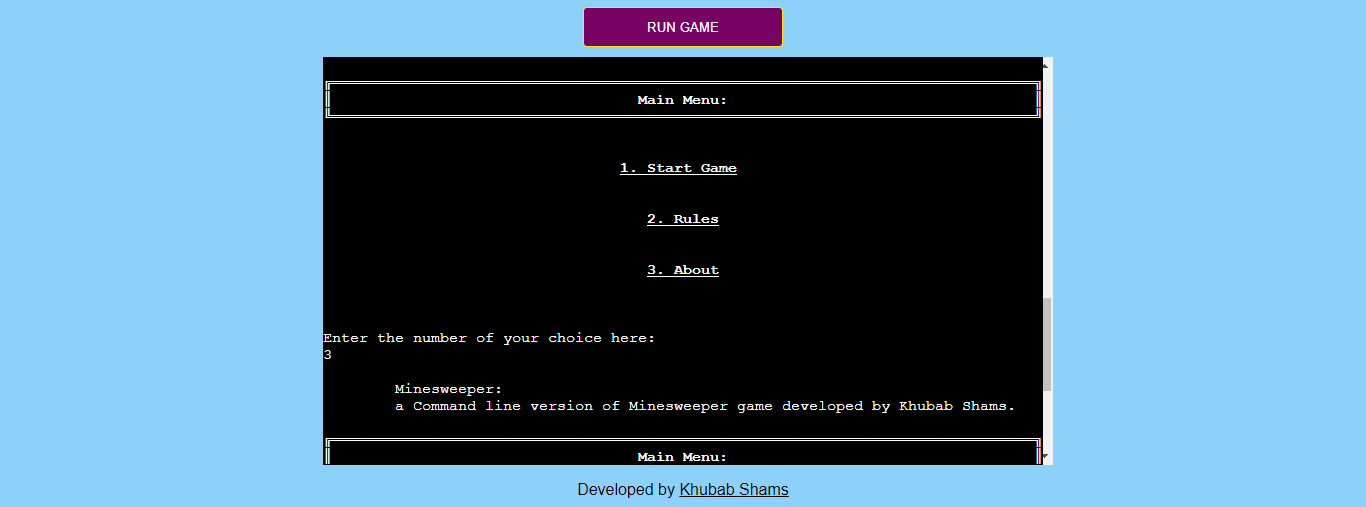 RUN GAME
Main Menu:
1. Start Game
2. Rules
3. About
Enter the number of your choice here:
3
Minesweeper:
a Command line version of Minesweeper game developed by Khubab Shams.
Main Menu:
Developed by Khubab Shams